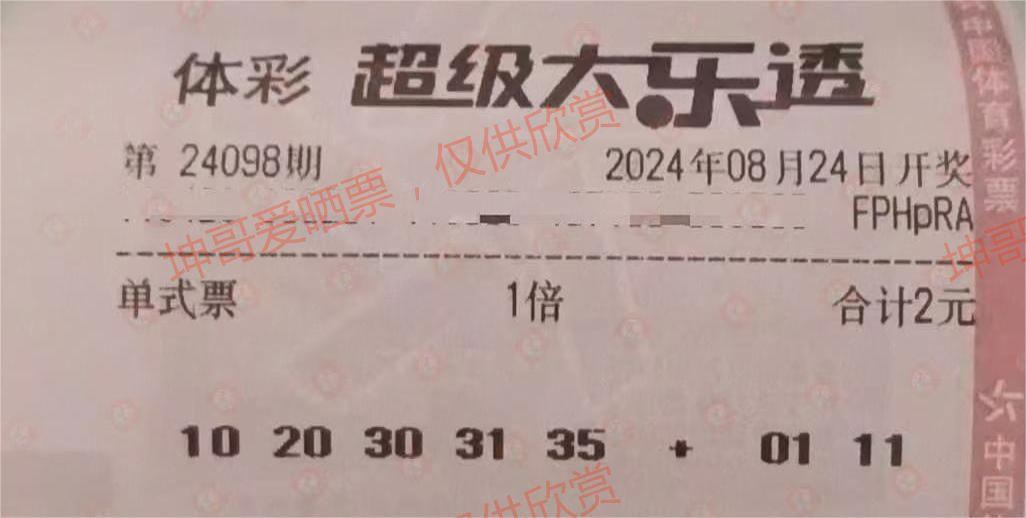 体彩 超级大乐透
第 24098期 2024年08月24日开奖
FPHpRA
单式票 1倍 合计2元
10 20 30 31 35 + 01 11
坤哥爱晒票，仅供欣赏
坤哥
仅供欣赏
中国体育彩票
中国